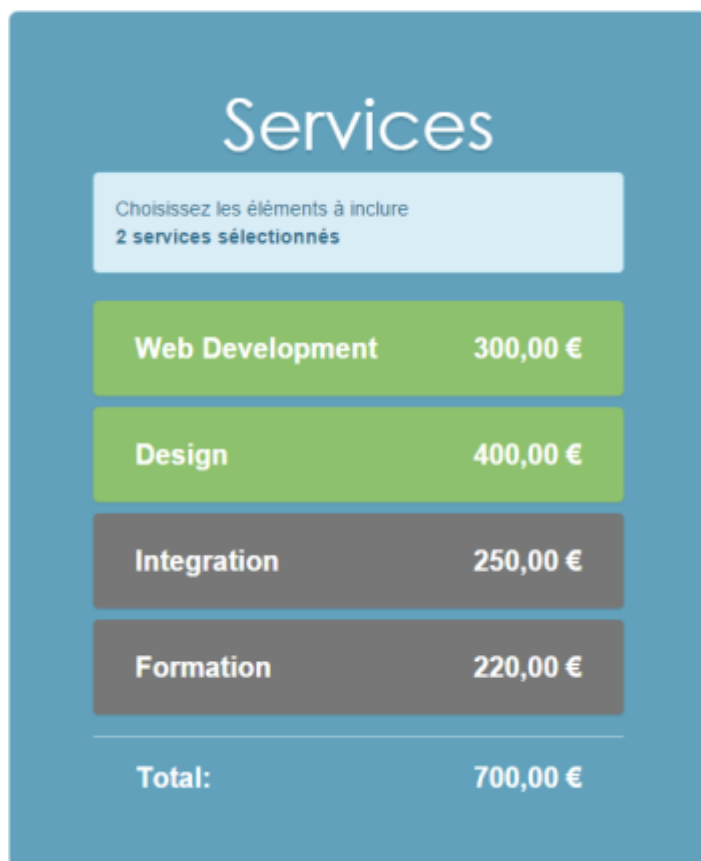 Services
Choisissez les éléments à inclure
2 services sélectionnés
Web Development 300,00 €
Design 400,00 €
Integration 250,00 €
Formation 220,00 €
Total: 700,00 €